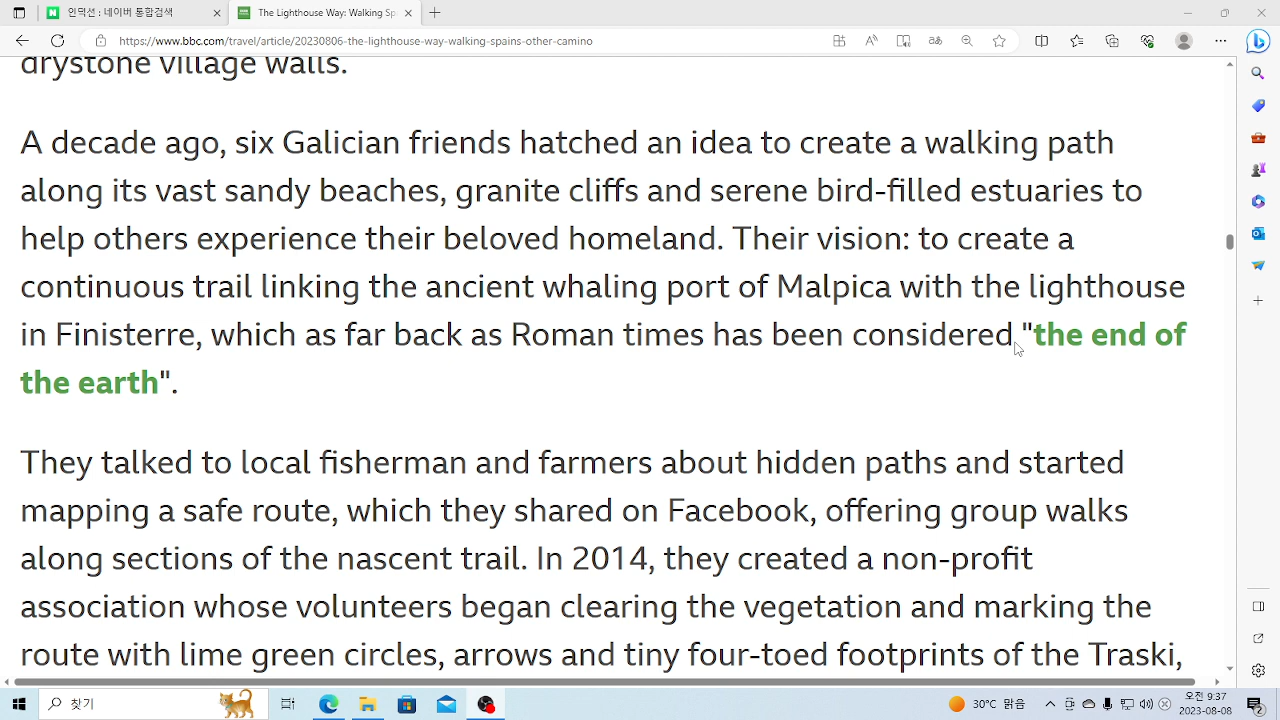 인덕션 : 네이버 통합검색
The Lighthouse Way: Walking Sp
https://www.bbc.com/travel/article/20230806-the-lighthouse-way-walking-spains-other-camino
drystone village walls.
A decade ago, six Galician friends hatched an idea to create a walking path
along its vast sandy beaches, granite cliffs and serene bird-filled estuaries to
help others experience their beloved homeland. Their vision: to create a
continuous trail linking the ancient whaling port of Malpica with the lighthouse
in Finisterre, which as far back as Roman times has been considered "the end of
the earth".
They talked to local fisherman and farmers about hidden paths and started
mapping a safe route, which they shared on Facebook, offering group walks
along sections of the nascent trail. In 2014, they created a non-profit
association whose volunteers began clearing the vegetation and marking the
route with lime green circles, arrows and tiny four-toed footprints of the Traski,
찾기
30°C 맑음
오전 9:37
2023-08-08
2